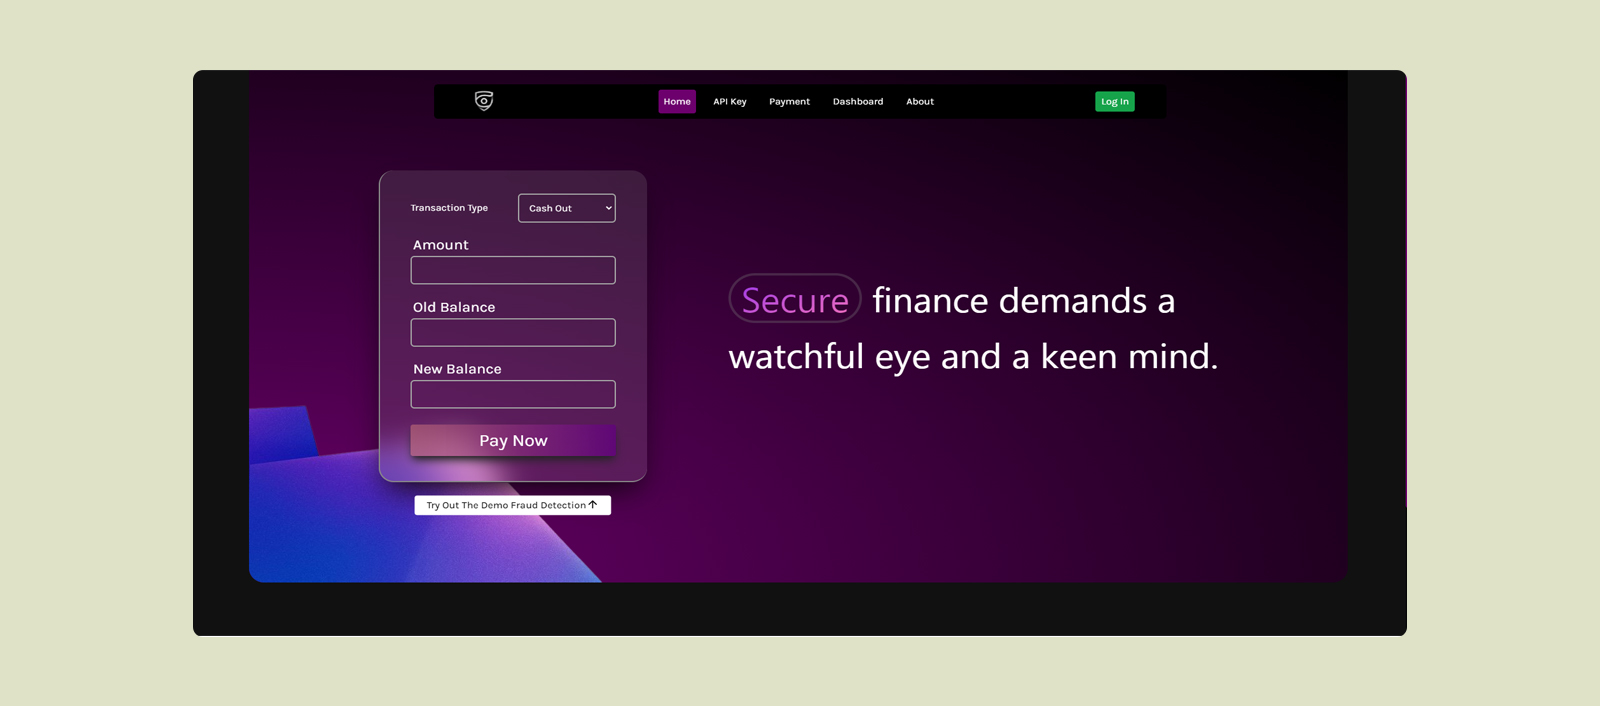 Home API Key Payment Dashboard About Log In
Transaction Type Cash Out
Amount
Old Balance
New Balance
Pay Now
Try Out The Demo Fraud Detection
Secure finance demands a
watchful eye and a keen mind.